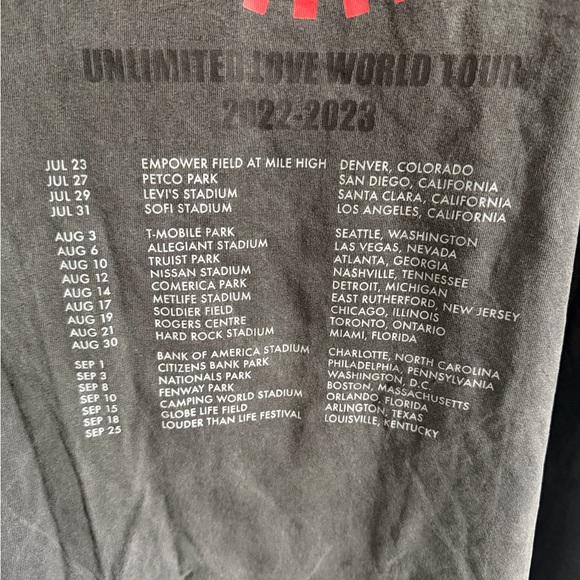 UNLIMITED LOVE WORLD TOUR
2022-2023
JUL 23 EMPOWER FIELD AT MILE HIGH DENVER, COLORADO
JUL 27 PETCO PARK SAN DIEGO, CALIFORNIA
JUL 29 LEVI'S STADIUM SANTA CLARA, CALIFORNIA
JUL 31 SOFI STADIUM LOS ANGELES, CALIFORNIA
AUG 3 T-MOBILE PARK SEATTLE, WASHINGTON
AUG 6 ALLEGIANT STADIUM LAS VEGAS, NEVADA
AUG 10 TRUIST PARK ATLANTA, GEORGIA
AUG 12 NISSAN STADIUM NASHVILLE, TENNESSEE
AUG 14 COMERICA PARK DETROIT, MICHIGAN
AUG 17 METLIFE STADIUM EAST RUTHERFORD, NEW JERSEY
AUG 19 SOLDIER FIELD CHICAGO, ILLINOIS
AUG 21 ROGERS CENTRE TORONTO, ONTARIO
AUG 30 HARD ROCK STADIUM MIAMI, FLORIDA
SEP 1 BANK OF AMERICA STADIUM CHARLOTTE, NORTH CAROLINA
SEP 3 CITIZENS BANK PARK PHILADELPHIA, PENNSYLVANIA
SEP 8 NATIONALS PARK WASHINGTON, D.C.
SEP 10 FENWAY PARK BOSTON, MASSACHUSETTS
SEP 15 CAMPING WORLD STADIUM ORLANDO, FLORIDA
SEP 18 GLOBE LIFE FIELD ARLINGTON, TEXAS
SEP 25 LOUDER THAN LIFE FESTIVAL LOUISVILLE, KENTUCKY